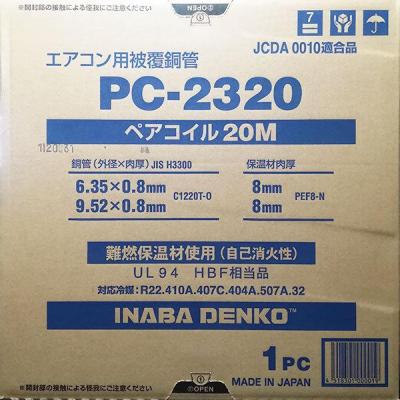 ※開封部の接触による怪我にご注意ください。
OPEN
7
JCDA 0010適合品
エアコン用被覆銅管
PC-2320
ペアコイル20M
銅管（外径×肉厚）JIS H3300
保温材肉厚
6.35×0.8mm
9.52×0.8mm
C1220T-O
8mm
8mm
PEF8-N
難燃保温材使用（自己消火性）
UL94 HBF相当品
対応冷媒:R22.410A.407C.404A.507A.32
INABA DENKO™
1PC
MADE IN JAPAN
※開封部の接触による怪我にご注意ください。
OPEN